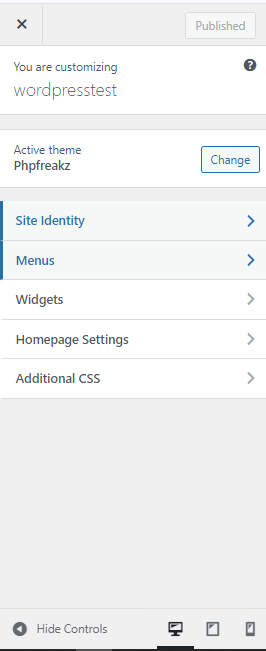 Published
You are customizing
wordpresstest
Active theme
Phpfreakz
Change
Site Identity
Menus
Widgets
Homepage Settings
Additional CSS
Hide Controls